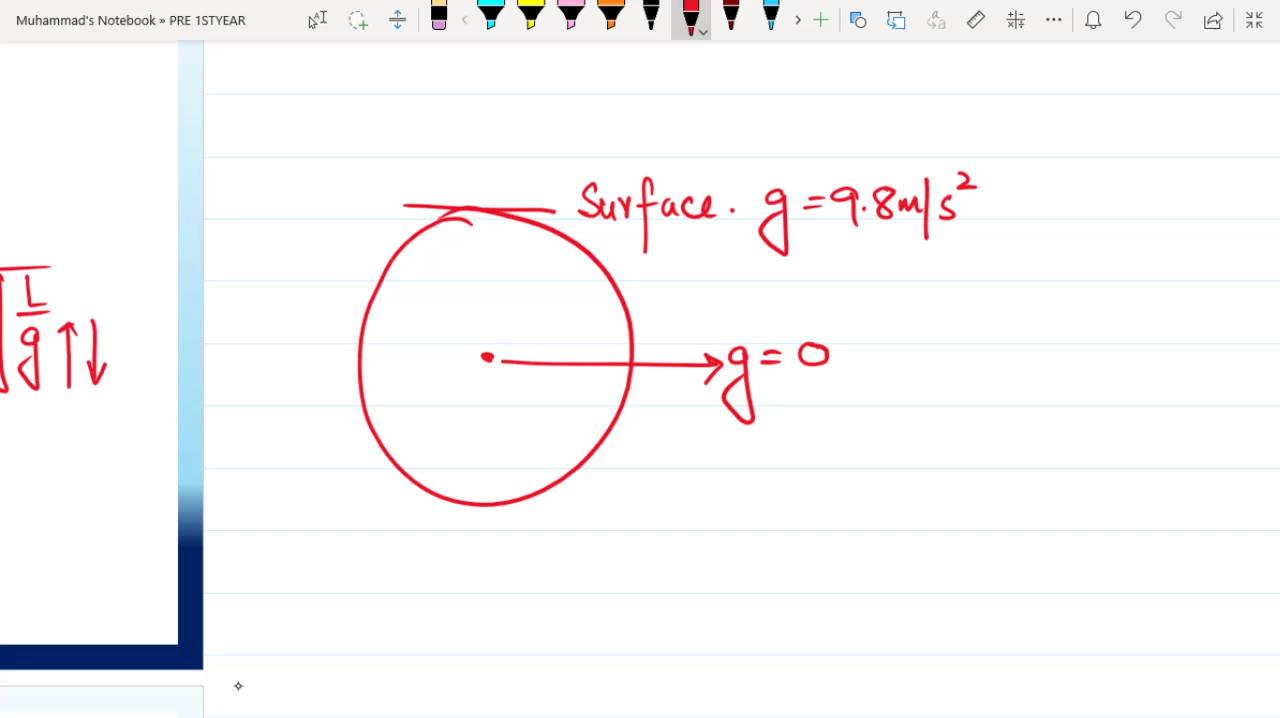 Muhammad's Notebook » PRE 1STYEAR
Surface. g = 9.8m/s²
L
g ↑↓
g = 0